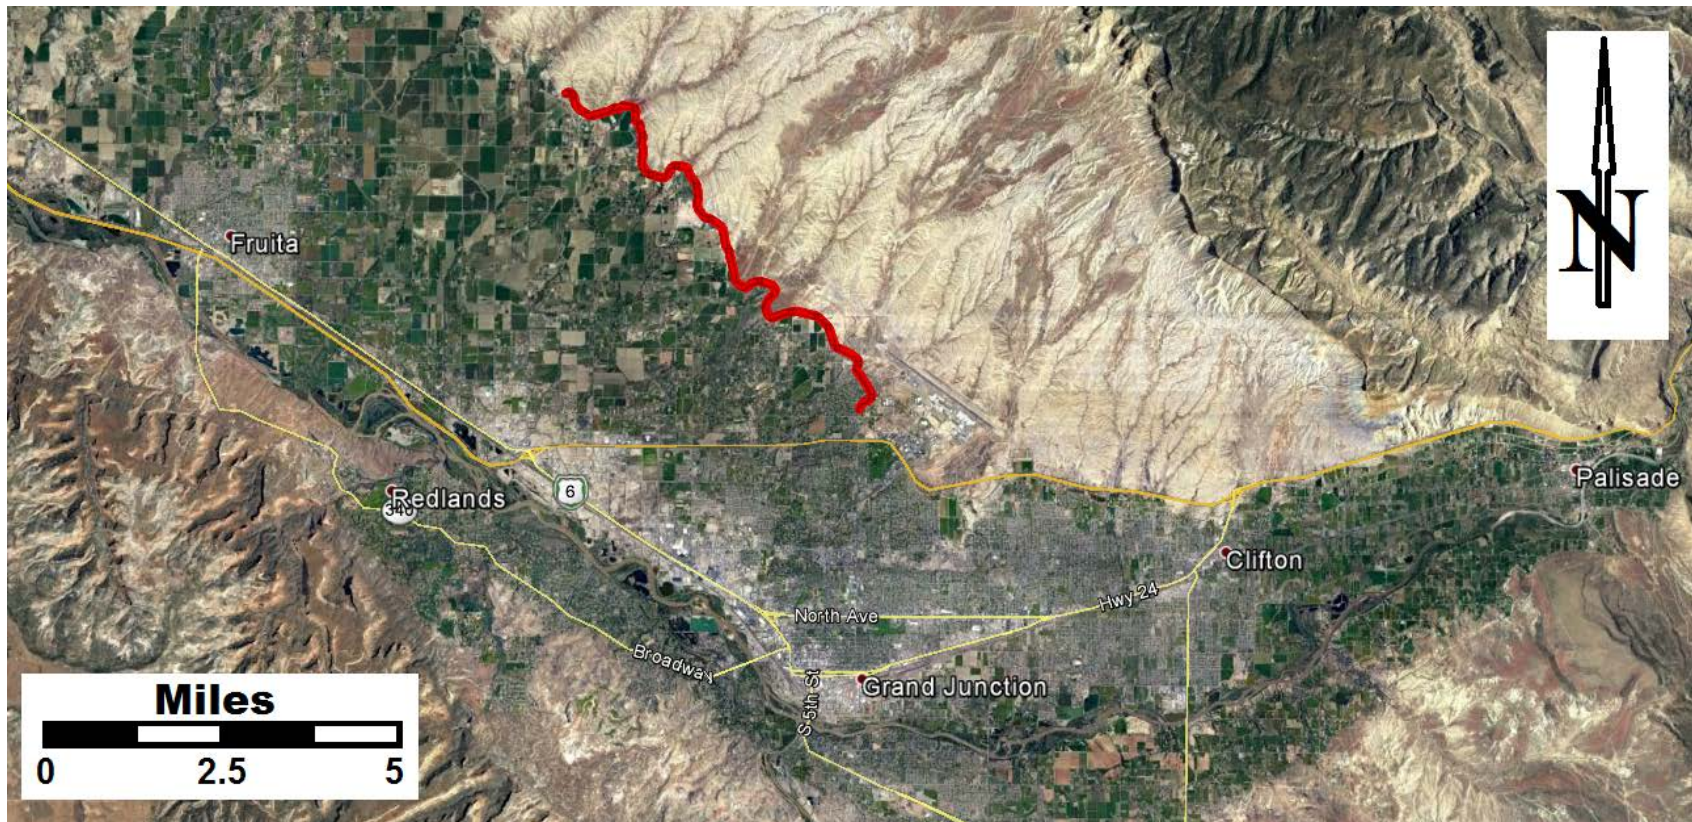 N
Fruita
Palisade
6
Redlands
340
Clifton
Hwy 24
North Ave
Broadway
Grand Junction
S 5th St
Miles
0 2.5 5